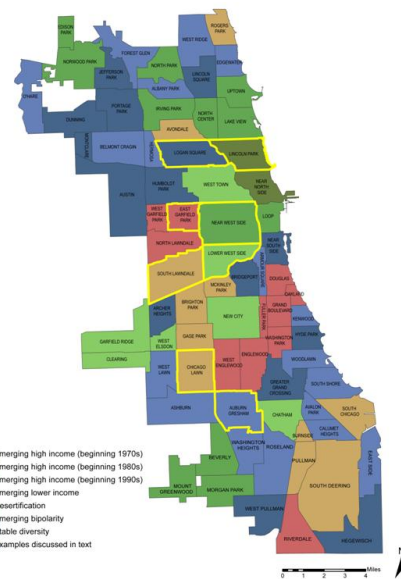 EDISON
PARK
NORWOOD PARK
FOREST GLEN
JEFFERSON
PARK
WEST RIDGE
ROGERS
PARK
EDGEWATER
NORTH PARK
LINCOLN
SQUARE
ALBANY PARK
UPTOWN
PORTAGE
PARK
IRVING PARK
NORTH
CENTER
LAKE VIEW
DUNNING
AVONDALE
BELMONT CRAGIN
LOGAN SQUARE
LINCOLN PARK
HUMBOLDT
PARK
WEST TOWN
NEAR
NORTH
SIDE
AUSTIN
WEST
GARFIELD
PARK
EAST
GARFIELD
PARK
NEAR WEST SIDE
LOOP
NORTH LAWNDALE
LOWER WEST SIDE
NEAR
SOUTH
SIDE
SOUTH LAWNDALE
BRIDGEPORT
DOUGLAS
MCKINLEY
PARK
OAKLAND
ARCHER
HEIGHTS
BRIGHTON
PARK
NEW CITY
FULLER PARK
GRAND
BOULEVARD
KENWOOD
GARFIELD RIDGE
WEST
ELSDON
GAGE PARK
WASHINGTON
PARK
HYDE PARK
CLEARING
WEST
LAWN
CHICAGO
LAWN
WEST
ENGLEWOOD
ENGLEWOOD
WOODLAWN
GREATER
GRAND
CROSSING
SOUTH SHORE
ASHBURN
AUBURN
GRESHAM
CHATHAM
AVALON
PARK
SOUTH
CHICAGO
CALUMET
HEIGHTS
BURNSIDE
WASHINGTON
HEIGHTS
ROSELAND
BEVERLY
PULLMAN
EAST SIDE
SOUTH DEERING
MOUNT
GREENWOOD
MORGAN PARK
WEST PULLMAN
RIVERDALE
HEGEWISCH
merging high income (beginning 1970s)
merging high income (beginning 1980s)
merging high income (beginning 1990s)
merging lower income
esertification
merging bipolarity
table diversity
xamples discussed in text
N
Miles
0 1 2 3 4